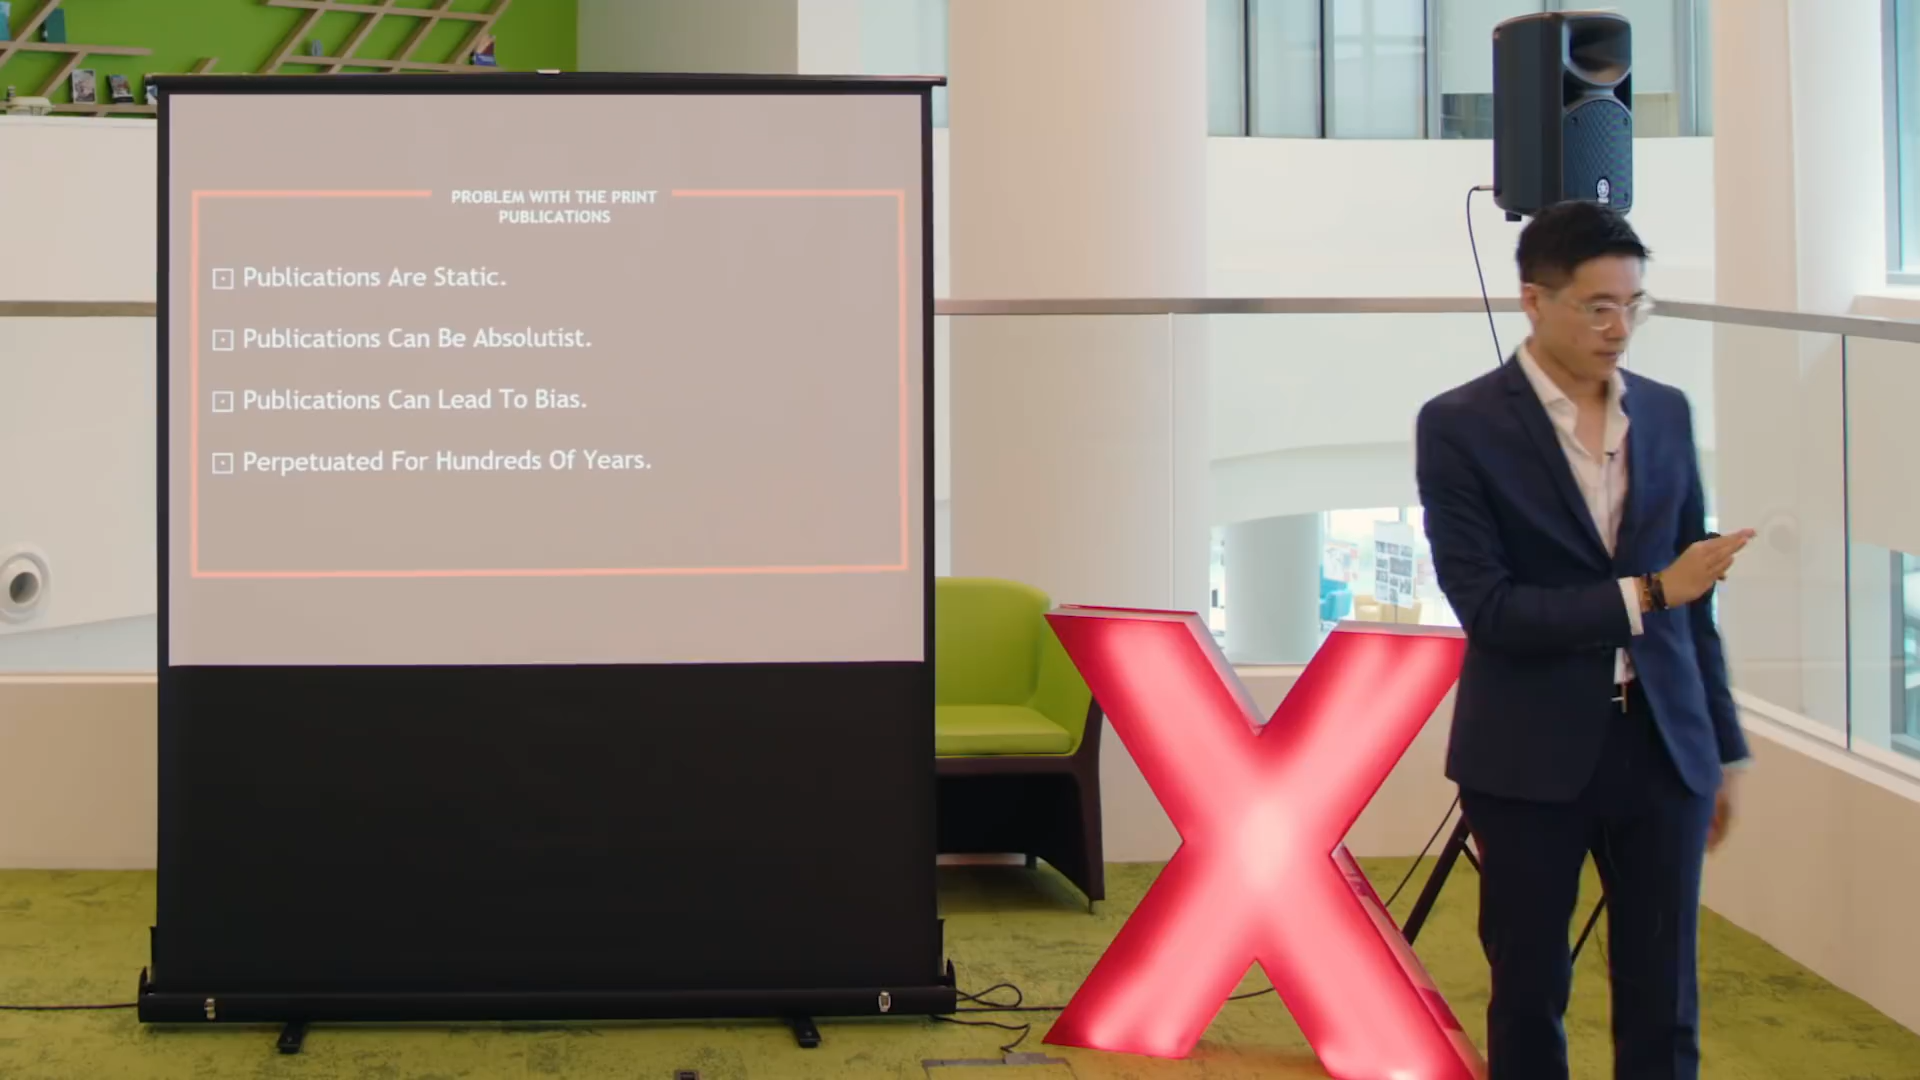 PROBLEM WITH THE PRINT
PUBLICATIONS
Publications Are Static.
Publications Can Be Absolutist.
Publications Can Lead To Bias.
Perpetuated For Hundreds Of Years.
X